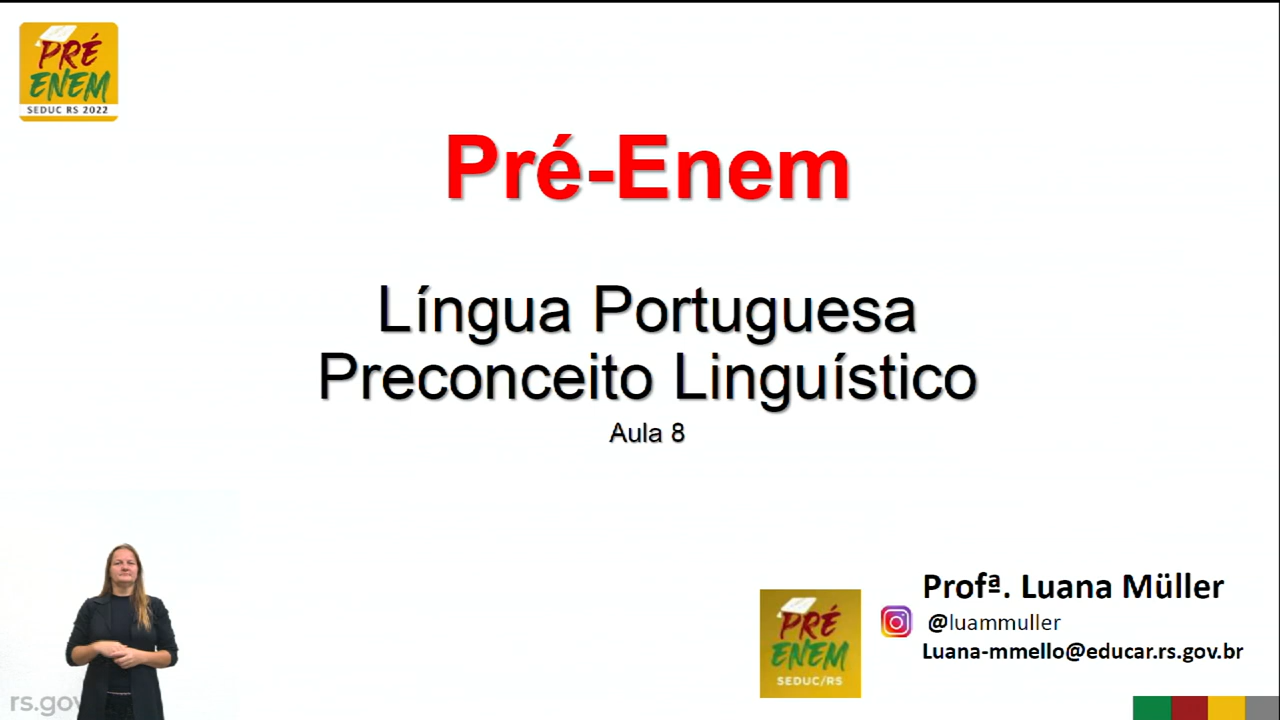 PRÉ
ENEM
SEDUC RS 2022
Pré-Enem
Língua Portuguesa
Preconceito Linguístico
Aula 8
Profª. Luana Müller
@luammuller
Luana-mmello@educar.rs.gov.br
PRÉ
ENEM
SEDUC/RS
rs.gov